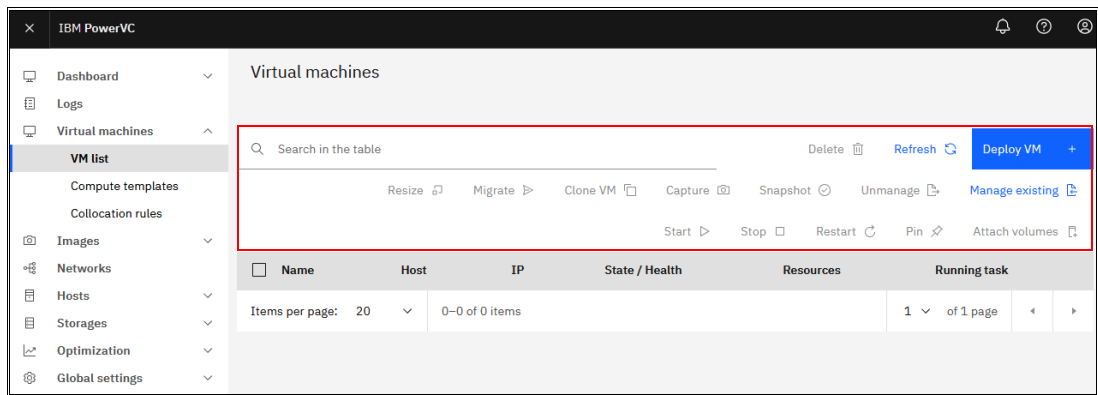 IBM PowerVC
Dashboard
Logs
Virtual machines
VM list
Compute templates
Collocation rules
Images
Networks
Hosts
Storages
Optimization
Global settings
Virtual machines
Search in the table Delete Refresh Deploy VM +
Resize Migrate Clone VM Capture Snapshot Unmanage Manage existing
Start Stop Restart Pin Attach volumes
Name Host IP State / Health Resources Running task
Items per page: 20 0–0 of 0 items 1 of 1 page